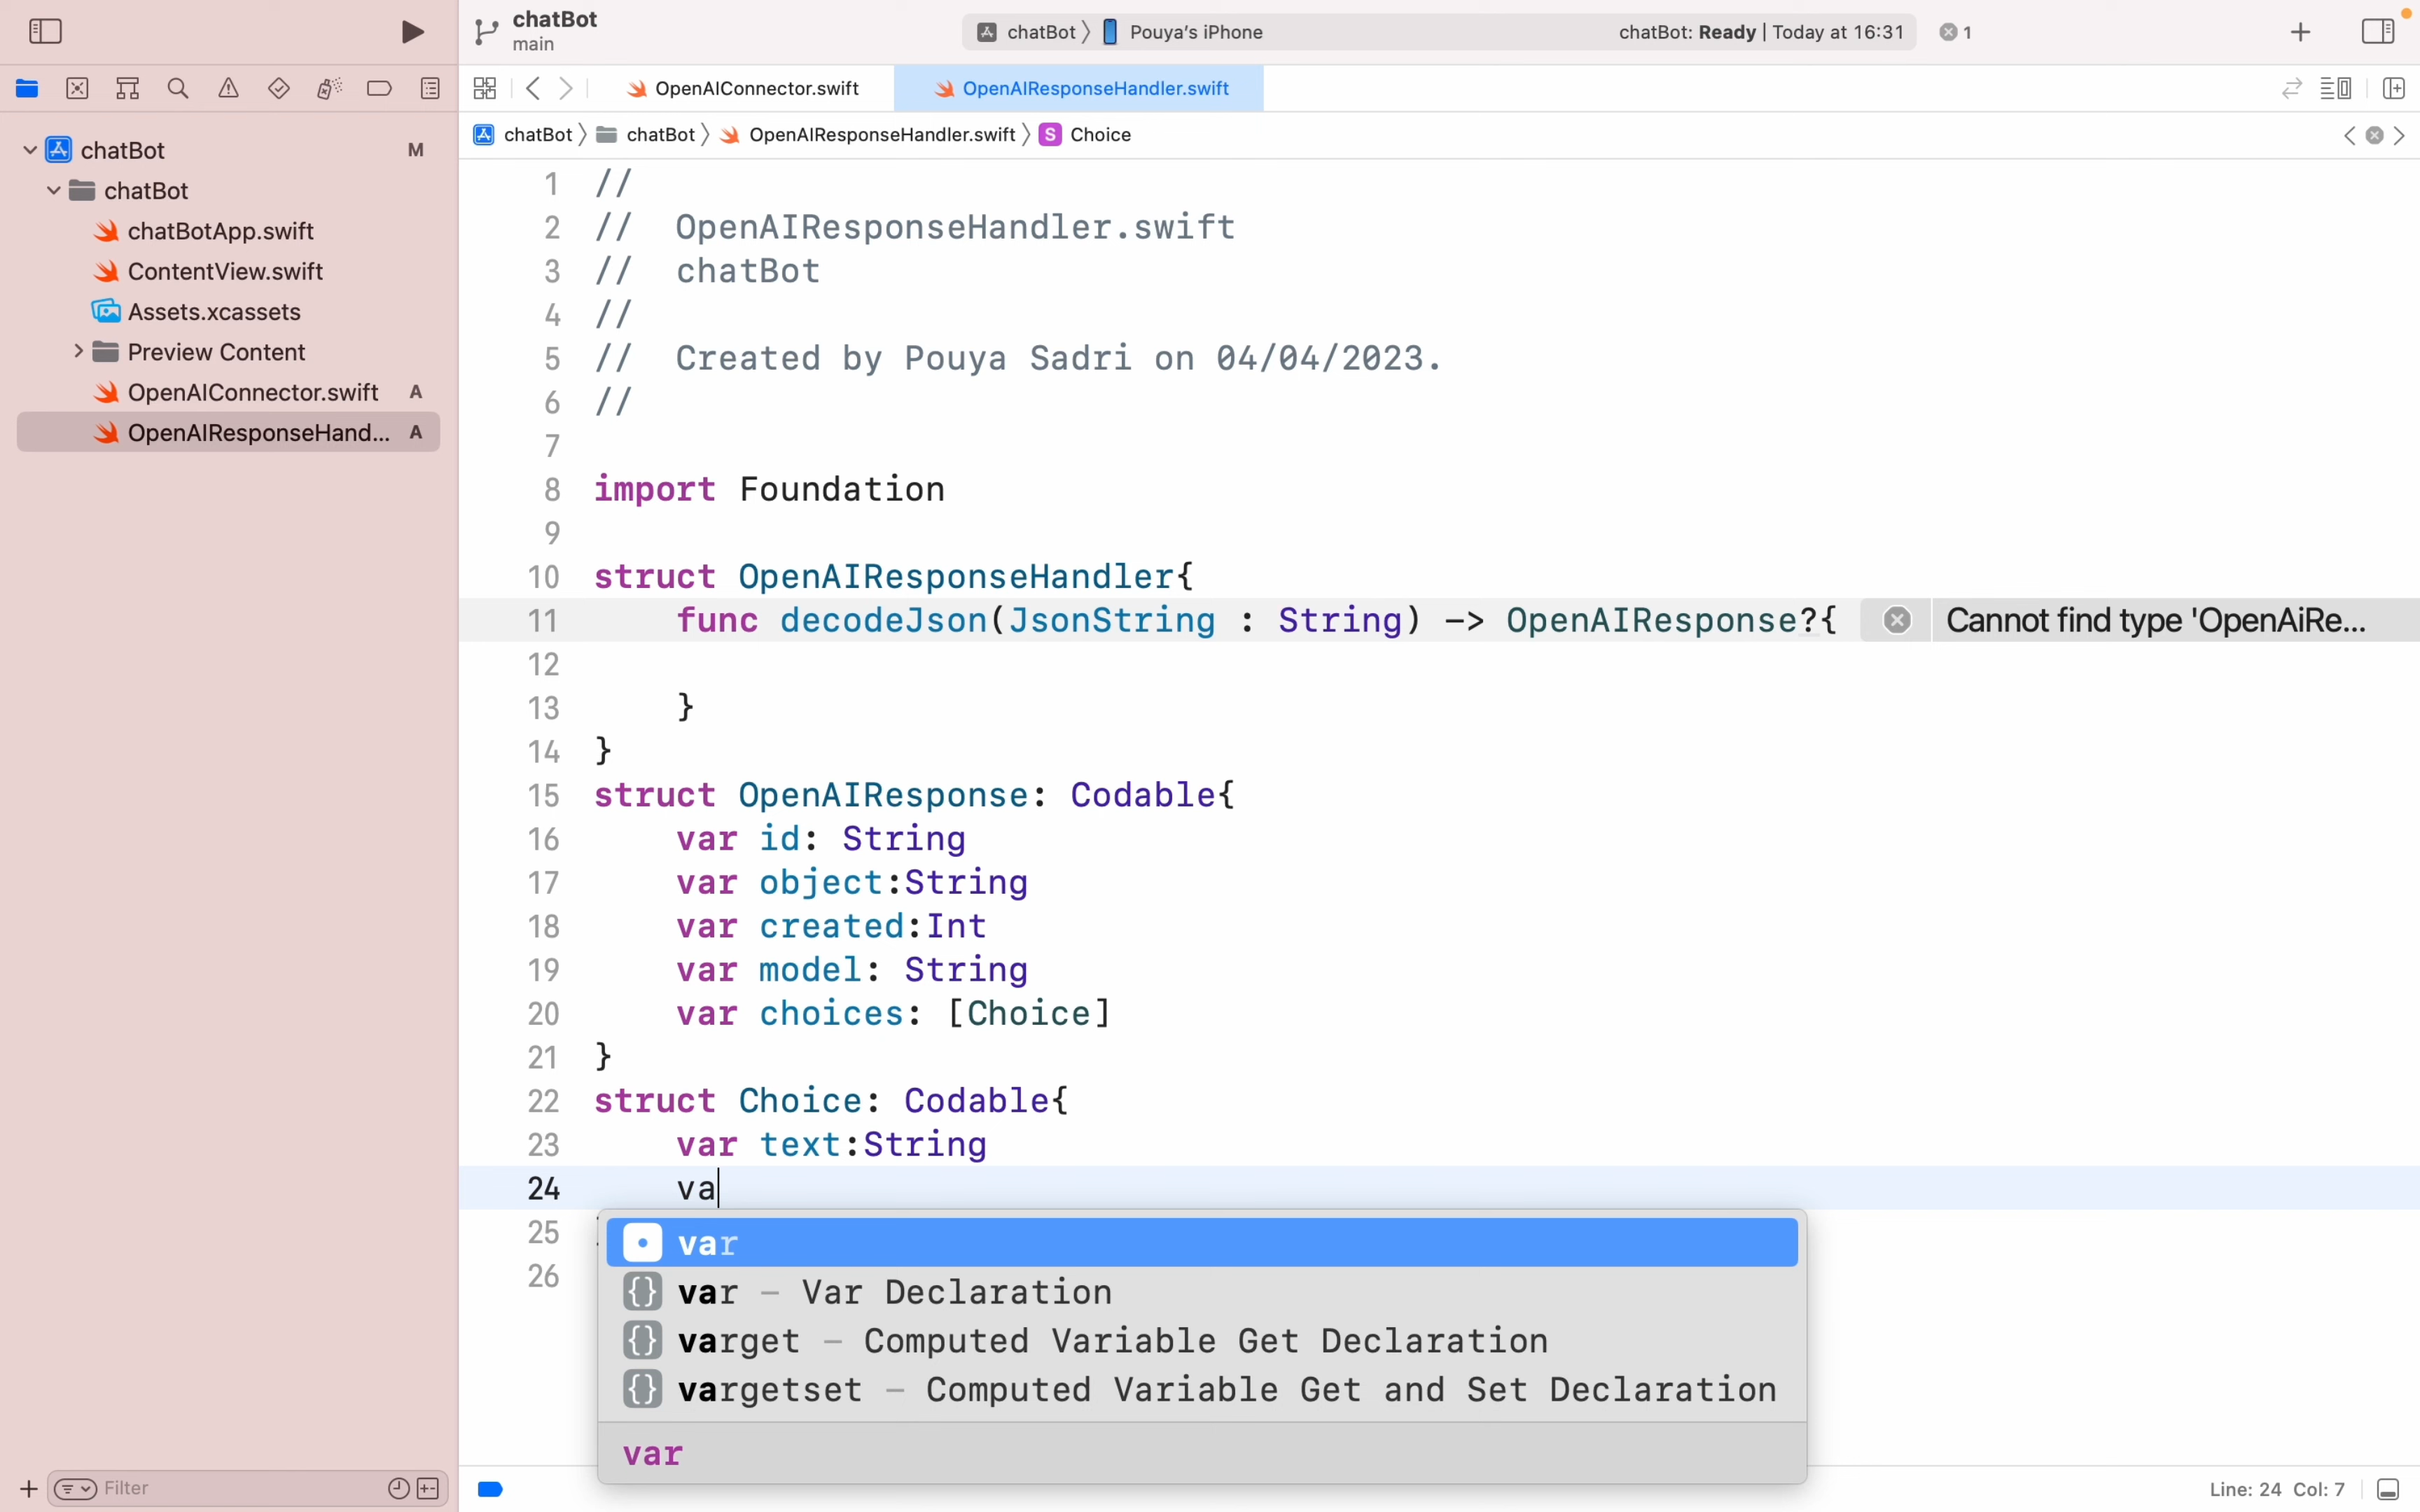 chatBot
main
chatBot
Pouya's iPhone
chatBot: Ready | Today at 16:31
1
OpenAIConnector.swift
OpenAIResponseHandler.swift
chatBot
chatBot
OpenAIResponseHandler.swift
S Choice
chatBot M
chatBot
chatBotApp.swift
ContentView.swift
Assets.xcassets
Preview Content
OpenAIConnector.swift A
OpenAIResponseHand... A
1 //
2 //  OpenAIResponseHandler.swift
3 //  chatBot
4 //
5 //  Created by Pouya Sadri on 04/04/2023.
6 //
7
8 import Foundation
9
10 struct OpenAIResponseHandler{
11     func decodeJson(JsonString : String) -> OpenAIResponse?{ Cannot find type 'OpenAiRe...
12
13     }
14 }
15 struct OpenAIResponse: Codable{
16     var id: String
17     var object:String
18     var created:Int
19     var model: String
20     var choices: [Choice]
21 }
22 struct Choice: Codable{
23     var text:String
24     va
25
26
var
{} var — Var Declaration
{} varget — Computed Variable Get Declaration
{} vargetset — Computed Variable Get and Set Declaration
var
Filter
Line: 24 Col: 7